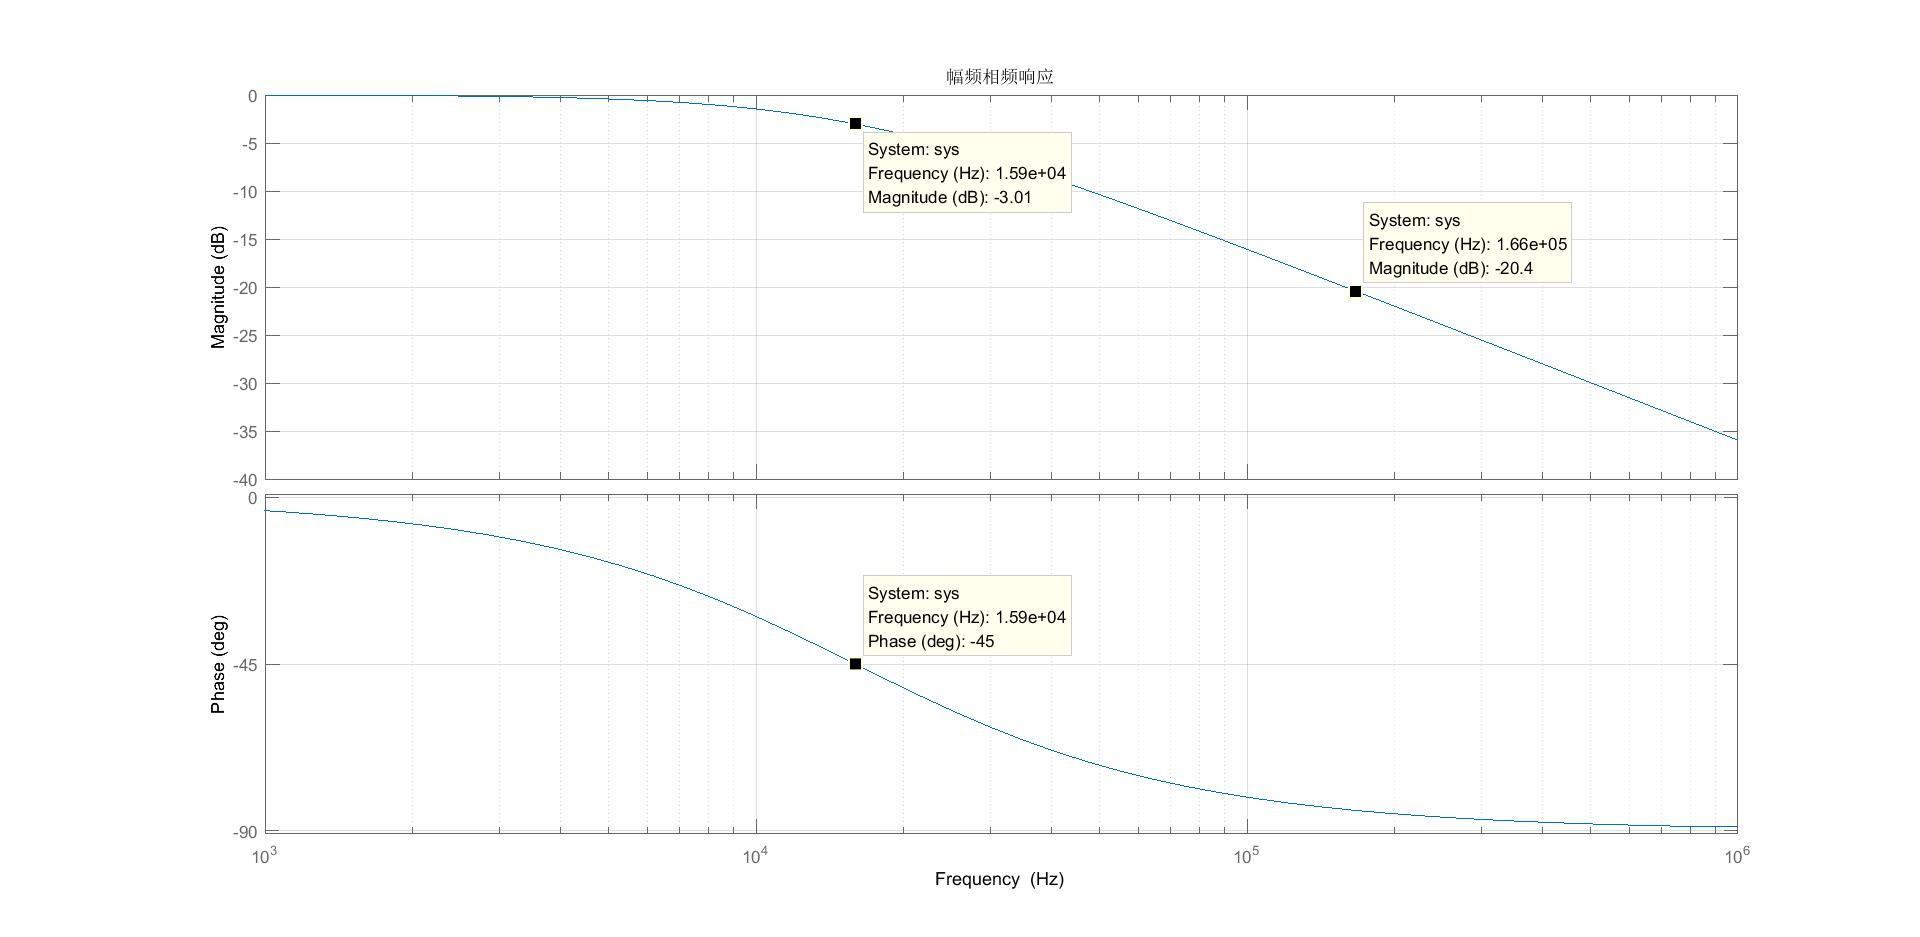 幅频相频响应
0
-5
-10
-15
-20
-25
-30
-35
-40
Magnitude (dB)
System: sys
Frequency (Hz): 1.59e+04
Magnitude (dB): -3.01
System: sys
Frequency (Hz): 1.66e+05
Magnitude (dB): -20.4
0
-45
-90
Phase (deg)
System: sys
Frequency (Hz): 1.59e+04
Phase (deg): -45
10^3 10^4 10^5 10^6
Frequency (Hz)